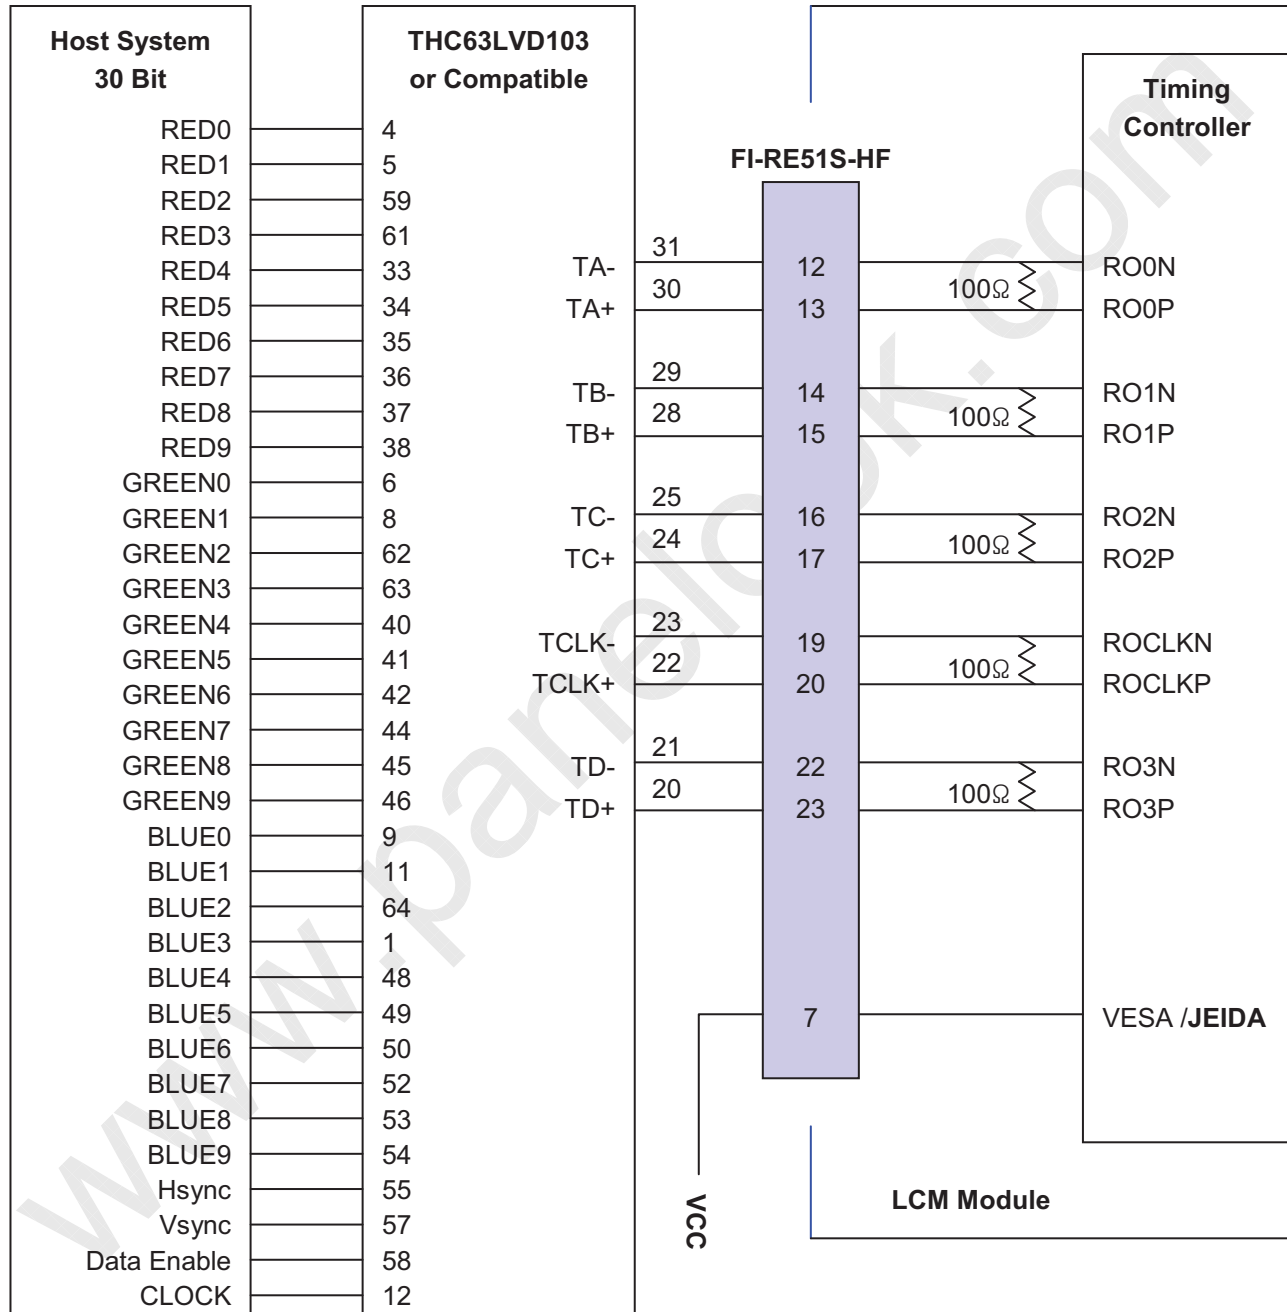 Host System
30 Bit
RED0
RED1
RED2
RED3
RED4
RED5
RED6
RED7
RED8
RED9
GREEN0
GREEN1
GREEN2
GREEN3
GREEN4
GREEN5
GREEN6
GREEN7
GREEN8
GREEN9
BLUE0
BLUE1
BLUE2
BLUE3
BLUE4
BLUE5
BLUE6
BLUE7
BLUE8
BLUE9
Hsync
Vsync
Data Enable
CLOCK
THC63LVD103
or Compatible
4
5
59
61
33
34
35
36
37
38
6
8
62
63
40
41
42
44
45
46
9
11
64
1
48
49
50
52
53
54
55
57
58
12
TA-
TA+
TB-
TB+
TC-
TC+
TCLK-
TCLK+
TD-
TD+
31
30
29
28
25
24
23
22
21
20
FI-RE51S-HF
12
13
14
15
16
17
19
20
22
23
7
VCC
100Ω
100Ω
100Ω
100Ω
100Ω
Timing
Controller
RO0N
RO0P
RO1N
RO1P
RO2N
RO2P
ROCLKN
ROCLKP
RO3N
RO3P
VESA /JEIDA
LCM Module
www.panelook.com